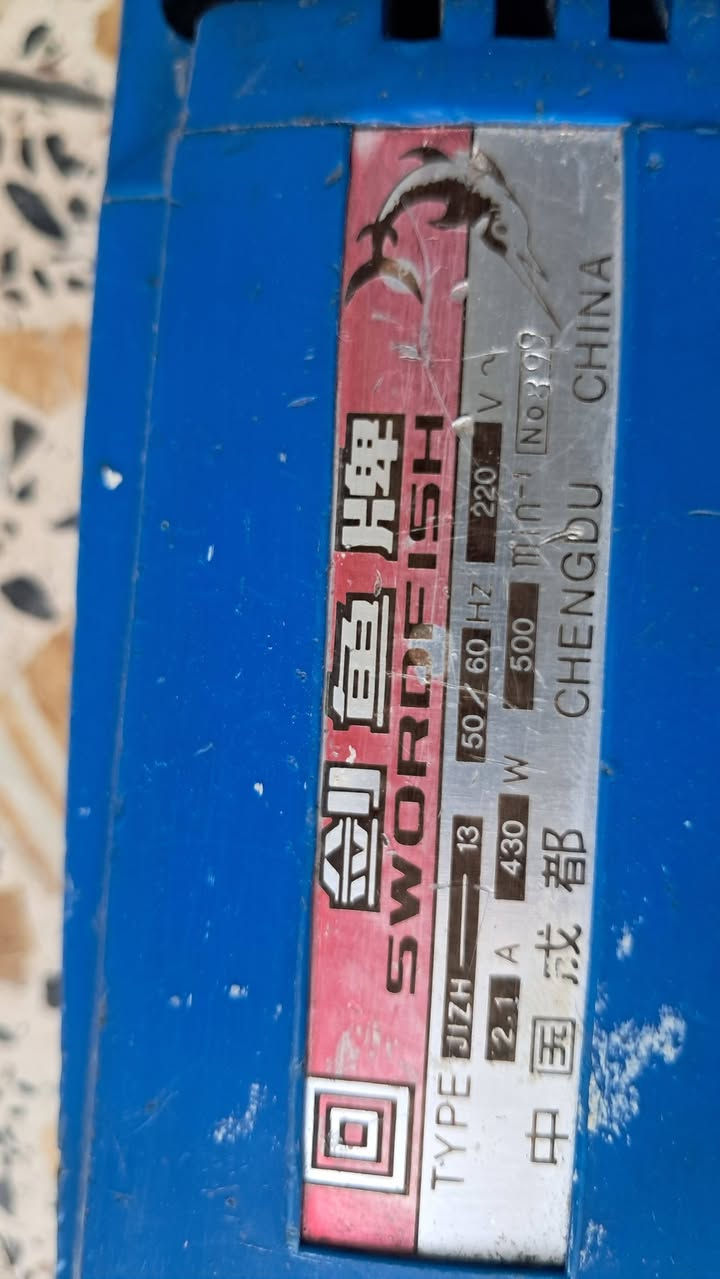 剑鱼牌
SWORDFISH
TYPE JIZH — 13 50/60 HZ 220 V ~
2.1 A 430 W 500 min⁻¹ No
中国成都 CHENGDU CHINA